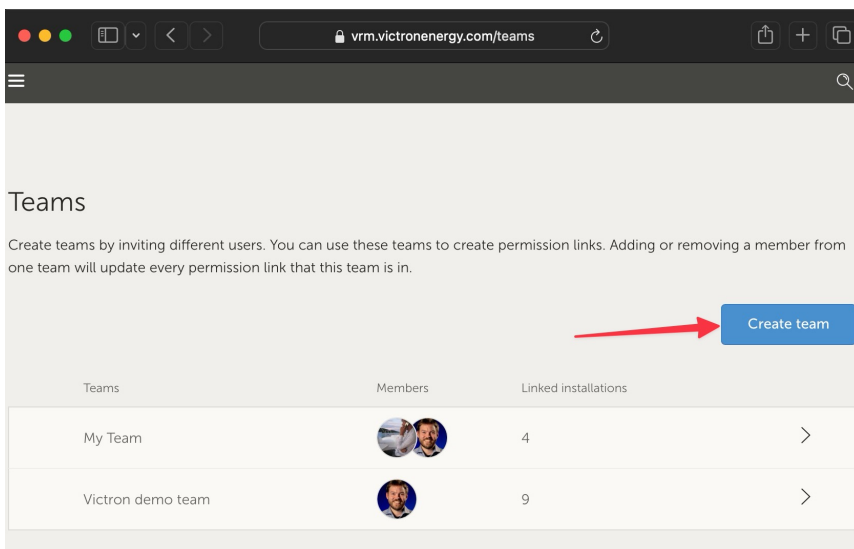 vrm.victronenergy.com/teams
Teams
Create teams by inviting different users. You can use these teams to create permission links. Adding or removing a member from
one team will update every permission link that this team is in.
Create team
Teams Members Linked installations
My Team 4
Victron demo team 9